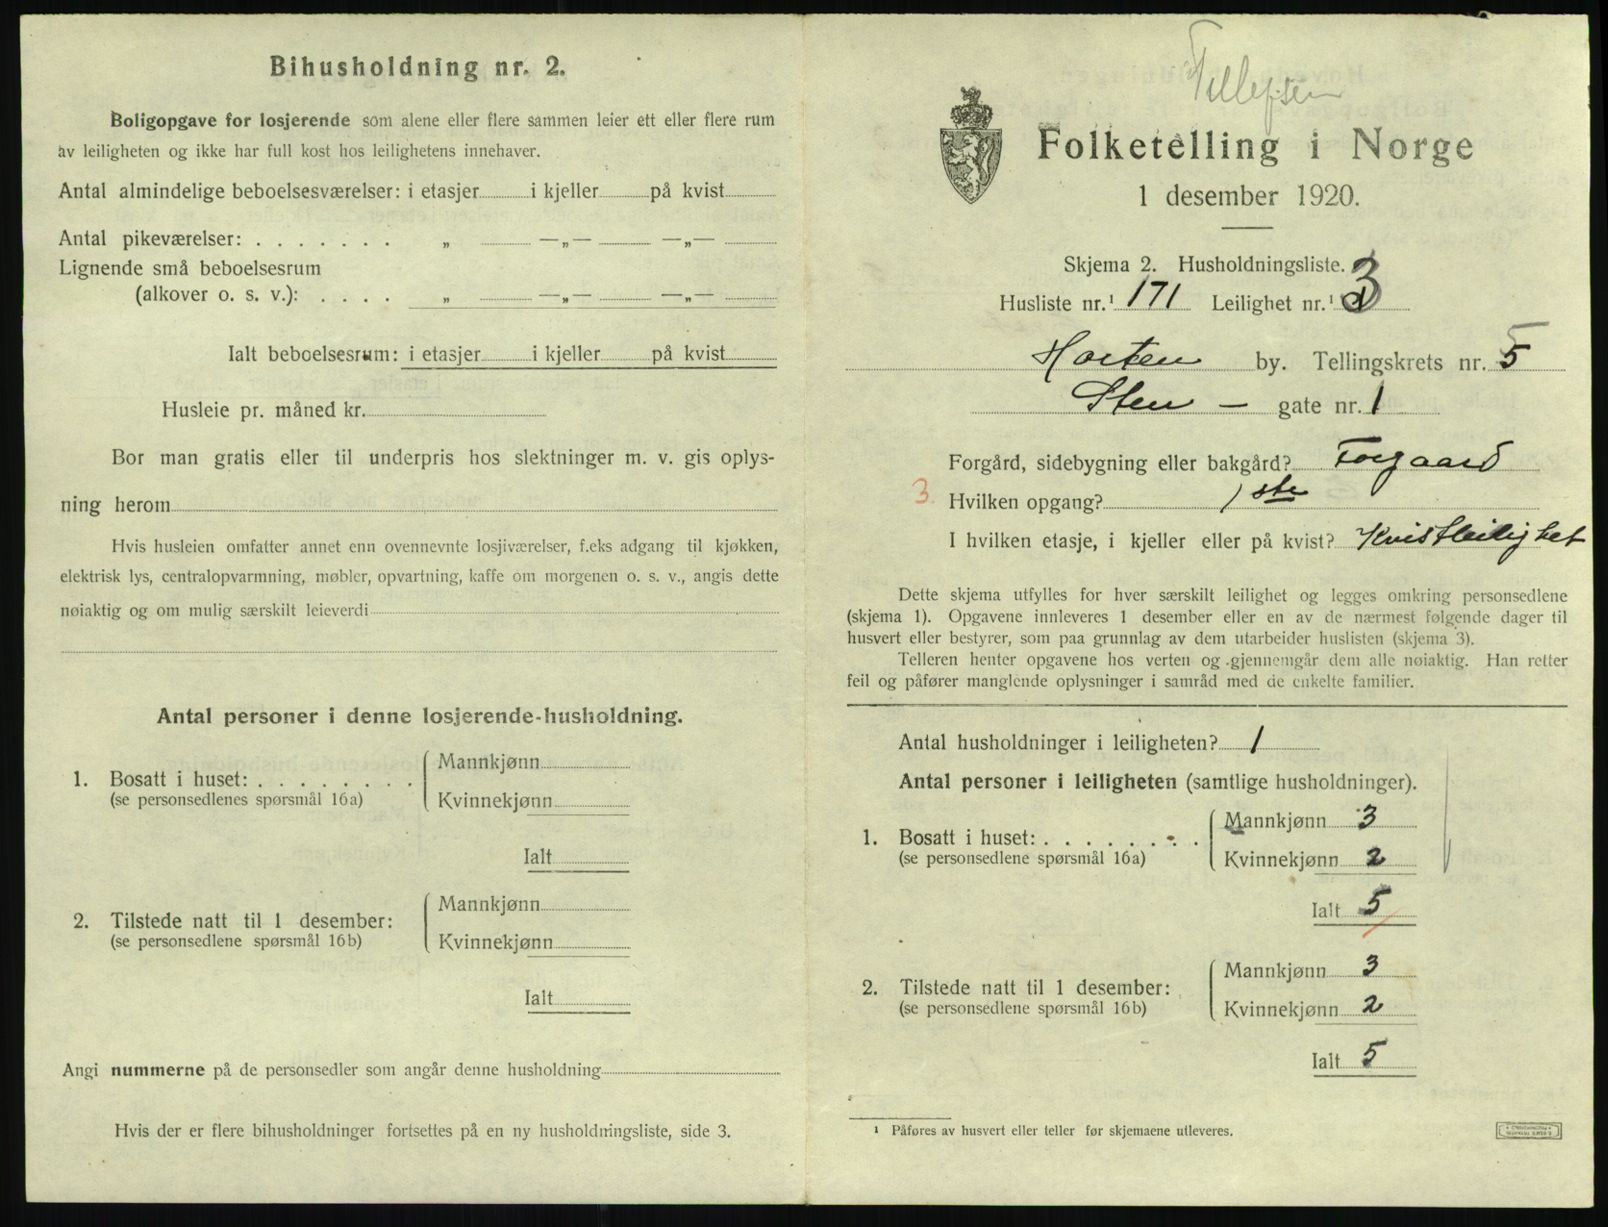 Bihusholdning nr. 2.
Boligopgave for losjerende som alene eller flere sammen leier ett eller flere rum
av leiligheten og ikke har full kost hos leilighetens innehaver.
Antal almindelige beboelsesværelser: i etasjer i kjeller på kvist
Antal pikeværelser: . . . . . . . „ —„— —„—
Lignende små beboelsesrum
(alkover o. s. v.): . . . . „ —„— —„—
Ialt beboelsesrum: i etasjer i kjeller på kvist
Husleie pr. måned kr.
Bor man gratis eller til underpris hos slektninger m. v. gis oplys-
ning herom
Hvis husleien omfatter annet enn ovennevnte losjiværelser, f.eks adgang til kjøkken,
elektrisk lys, centralopvarmning, møbler, opvartning, kaffe om morgenen o. s. v., angis dette
nøiaktig og om mulig særskilt leieverdi
Antal personer i denne losjerende-husholdning.
1. Bosatt i huset: . . . . . . . .
(se personsedlenes spørsmål 16a)
Mannkjønn
Kvinnekjønn
Ialt
2. Tilstede natt til 1 desember:
(se personsedlene spørsmål 16b)
Mannkjønn
Kvinnekjønn
Ialt
Angi nummerne på de personsedler som angår denne husholdning
Hvis der er flere bihusholdninger fortsettes på en ny husholdningsliste, side 3.
Tellefsen
Folketelling i Norge
1 desember 1920.
Skjema 2. Husholdningsliste.
Husliste nr.¹ 171 Leilighet nr.¹ 3
Horten by. Tellingskrets nr. 5
Sten — gate nr. 1
Forgård, sidebygning eller bakgård? Forgaard
3 Hvilken opgang? 1ste
I hvilken etasje, i kjeller eller på kvist? Kvistleilighet
Dette skjema utfylles for hver særskilt leilighet og legges omkring personsedlene
(skjema 1). Opgavene innleveres 1 desember eller en av de nærmest følgende dager til
husvert eller bestyrer, som paa grunnlag av dem utarbeider huslisten (skjema 3).
Telleren henter opgavene hos verten og gjennemgår dem alle nøiaktig. Han retter
feil og påfører manglende oplysninger i samråd med de enkelte familier.
Antal husholdninger i leiligheten? 1
Antal personer i leiligheten (samtlige husholdninger).
1. Bosatt i huset: . . . . . . . .
(se personsedlene spørsmål 16a)
Mannkjønn 3
Kvinnekjønn 2
Ialt 5
2. Tilstede natt til 1 desember:
(se personsedlene spørsmål 16b)
Mannkjønn 3
Kvinnekjønn 2
Ialt 5
¹ Påføres av husvert eller teller før skjemaene utleveres.